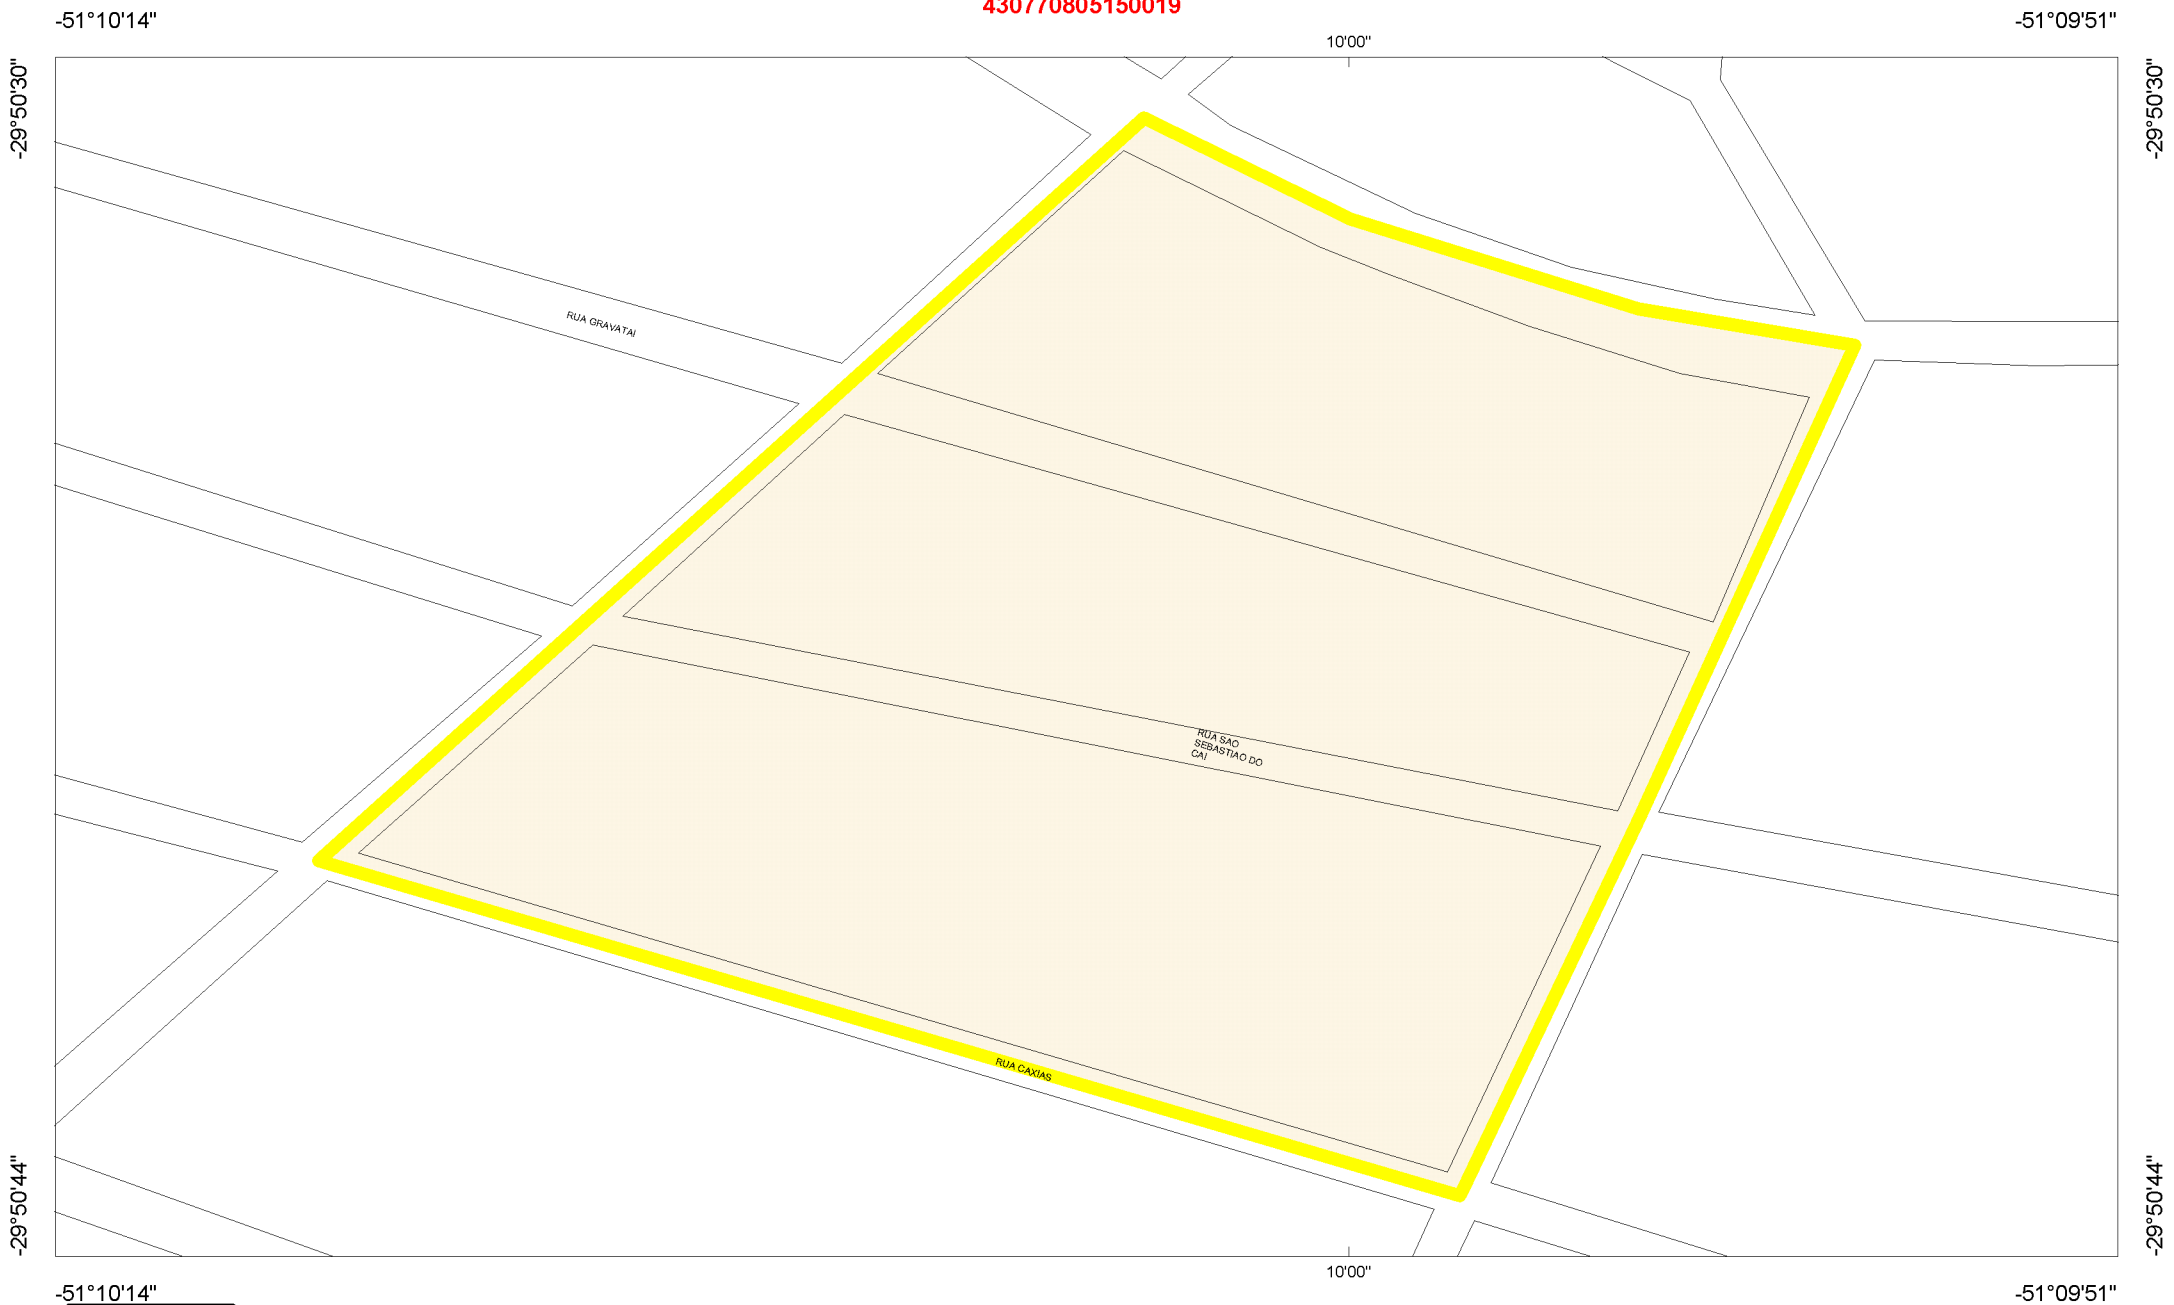 430770805150019
-51°10'14"
-51°09'51"
10'00"
-29°50'30"
-29°50'30"
RUA GRAVATAI
RUA SAO
SEBASTIAO DO
CAI
RUA CAXIAS
-29°50'44"
-29°50'44"
10'00"
-51°10'14"
-51°09'51"